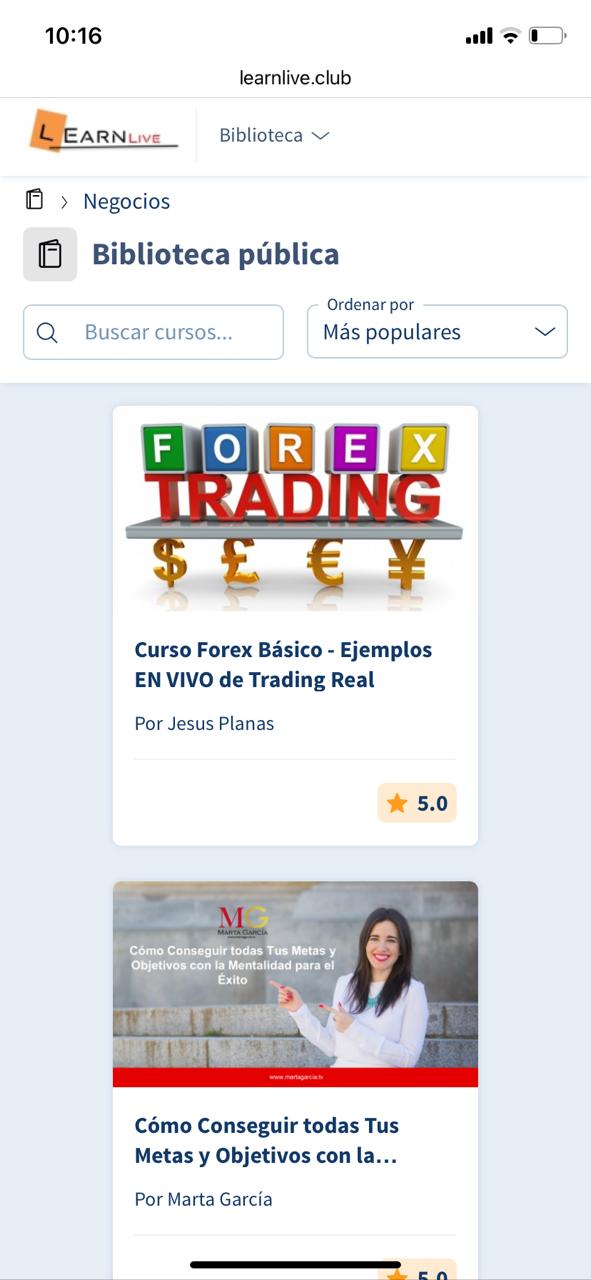 10:16
learnlive.club
LEARNLIVE
Biblioteca
Negocios
Biblioteca pública
Ordenar por
Buscar cursos...
Más populares
FOREX
TRADING
$ £ € ¥
Curso Forex Básico - Ejemplos
EN VIVO de Trading Real
Por Jesus Planas
5.0
MG
MARTA GARCÍA
Cómo Conseguir todas Tus Metas y
Objetivos con la Mentalidad para el
Éxito
www.martagarcia.tv
Cómo Conseguir todas Tus
Metas y Objetivos con la...
Por Marta García
5.0